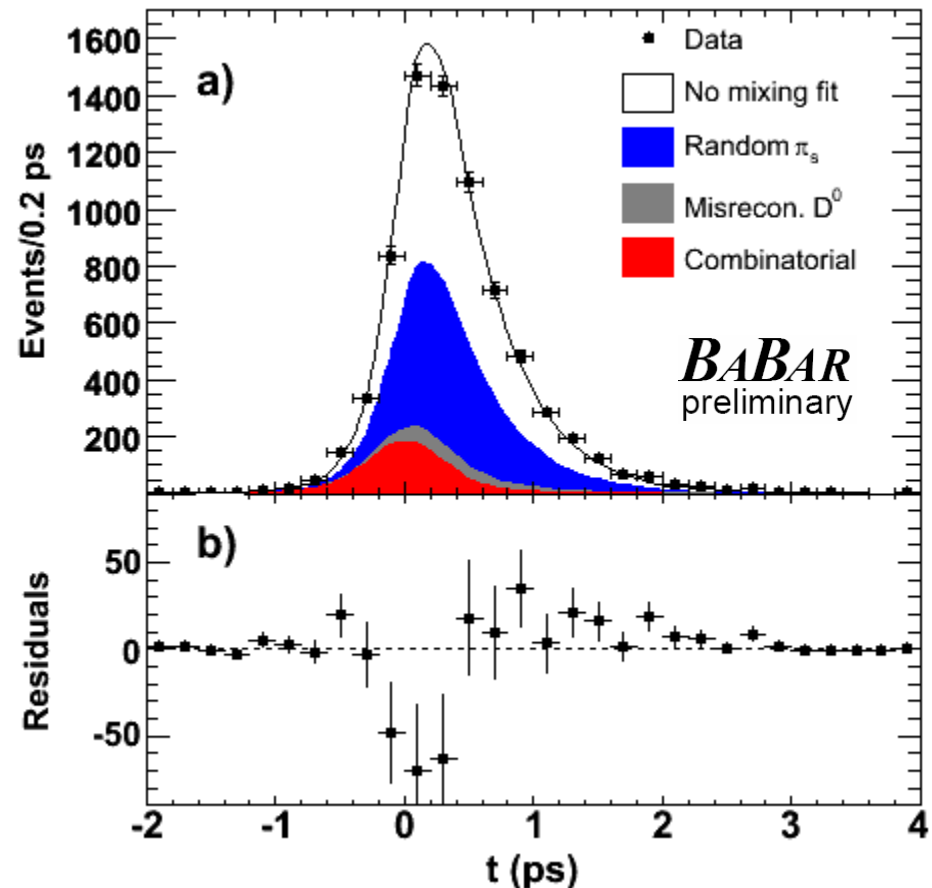 a)
1600
1400
1200
1000
800
600
400
200
Events/0.2 ps
Data
No mixing fit
Random πs
Misrecon. D⁰
Combinatorial
BABAR
preliminary
b)
50
0
-50
Residuals
-2 -1 0 1 2 3 4
t (ps)